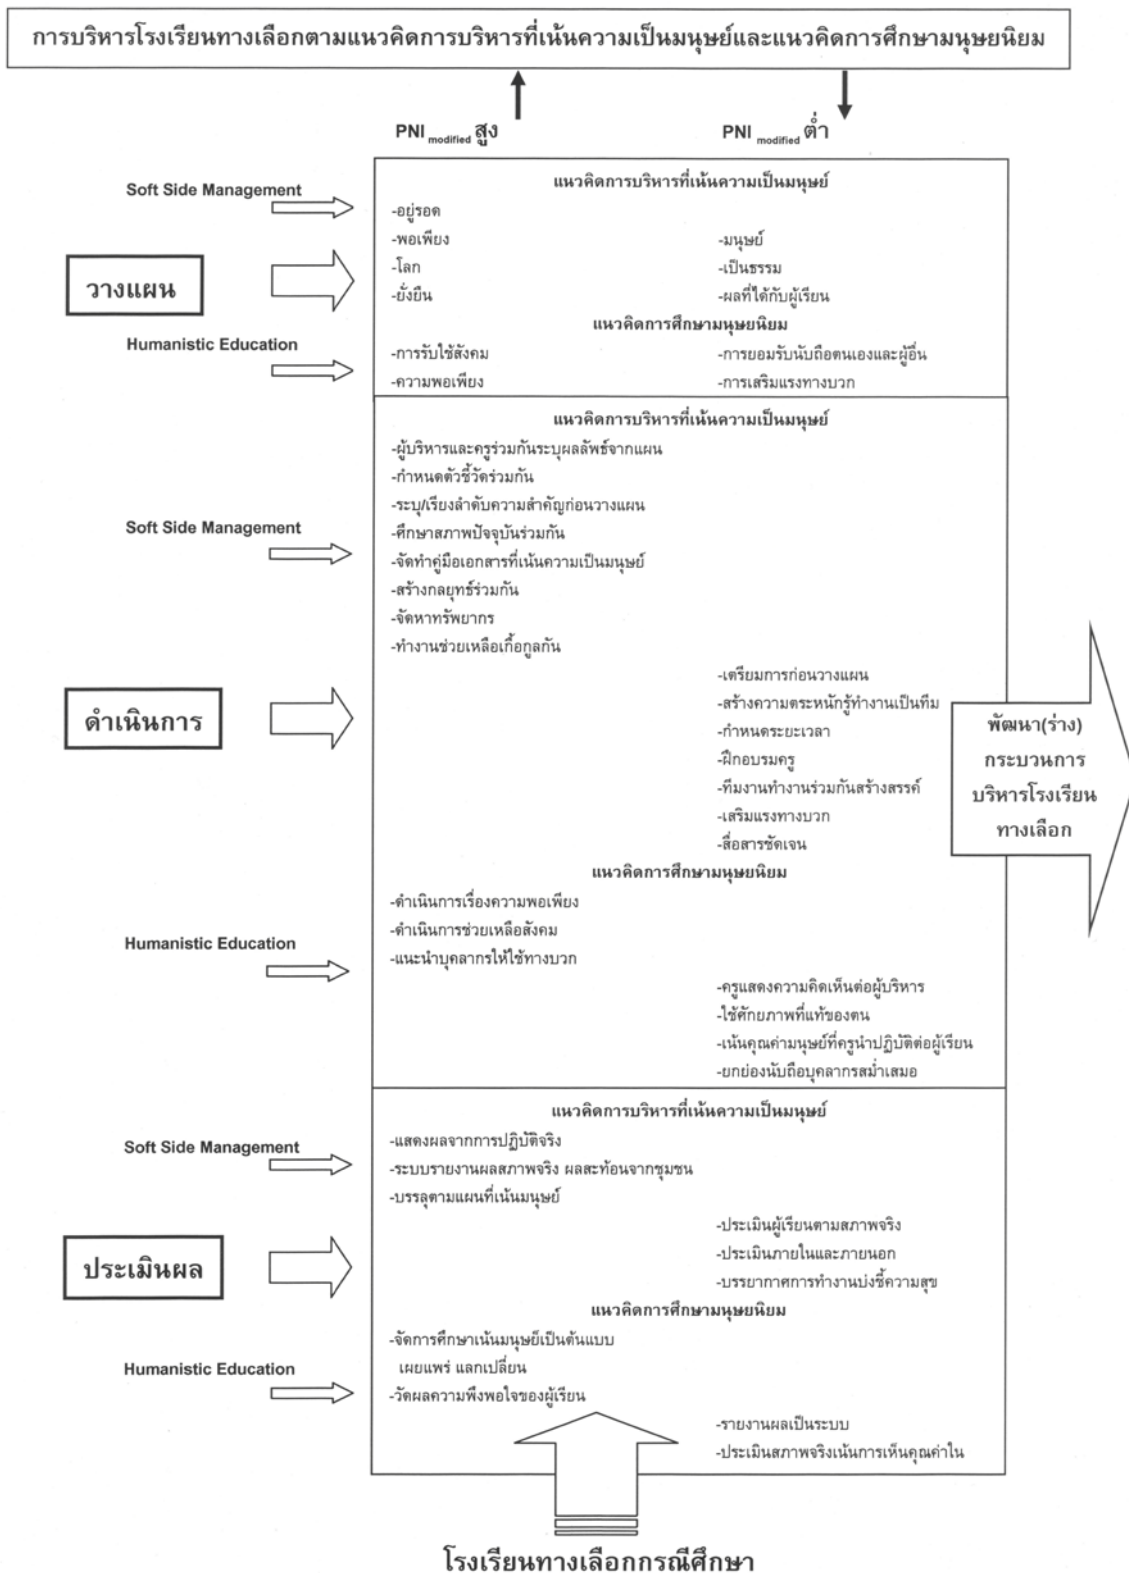 การบริหารโรงเรียนทางเลือกตามแนวคิดการบริหารที่เน้นความเป็นมนุษย์และแนวคิดการศึกษามนุษยนิยม
PNI modified สูง
PNI modified ต่ำ
แนวคิดการบริหารที่เน้นความเป็นมนุษย์
Soft Side Management
-อยู่รอด
-พอเพียง
-มนุษย์
วางแผน
-โลก
-เป็นธรรม
-ยั่งยืน
-ผลที่ได้กับผู้เรียน
แนวคิดการศึกษามนุษยนิยม
Humanistic Education
-การรับใช้สังคม
-การยอมรับนับถือตนเองและผู้อื่น
-ความพอเพียง
-การเสริมแรงทางบวก
แนวคิดการบริหารที่เน้นความเป็นมนุษย์
-ผู้บริหารและครูร่วมกันระบุผลลัพธ์จากแผน
-กำหนดตัวชี้วัดร่วมกัน
-ระบุ/เรียงลำดับความสำคัญก่อนวางแผน
Soft Side Management
-ศึกษาสภาพปัจจุบันร่วมกัน
-จัดทำคู่มือเอกสารที่เน้นความเป็นมนุษย์
-สร้างกลยุทธ์ร่วมกัน
-จัดหาทรัพยากร
-ทำงานช่วยเหลือเกื้อกูลกัน
-เตรียมการก่อนวางแผน
-สร้างความตระหนักรู้ทำงานเป็นทีม
ดำเนินการ
-กำหนดระยะเวลา
-ฝึกอบรมครู
-ทีมงานทำงานร่วมกันสร้างสรรค์
-เสริมแรงทางบวก
-สื่อสารชัดเจน
พัฒนา(ร่าง)
กระบวนการ
บริหารโรงเรียน
ทางเลือก
แนวคิดการศึกษามนุษยนิยม
-ดำเนินการเรื่องความพอเพียง
-ดำเนินการช่วยเหลือสังคม
Humanistic Education
-แนะนำบุคลากรให้ใช้ทางบวก
-ครูแสดงความคิดเห็นต่อผู้บริหาร
-ใช้ศักยภาพที่แท้ของตน
-เน้นคุณค่ามนุษย์ที่ครูนำปฏิบัติต่อผู้เรียน
-ยกย่องนับถือบุคลากรสม่ำเสมอ
แนวคิดการบริหารที่เน้นความเป็นมนุษย์
Soft Side Management
-แสดงผลจากการปฏิบัติจริง
-ระบบรายงานผลสภาพจริง ผลสะท้อนจากชุมชน
-บรรลุตามแผนที่เน้นมนุษย์
-ประเมินผู้เรียนตามสภาพจริง
ประเมินผล
-ประเมินภายในและภายนอก
-บรรยากาศการทำงานบ่งชี้ความสุข
แนวคิดการศึกษามนุษยนิยม
-จัดการศึกษาเน้นมนุษย์เป็นต้นแบบ
เผยแพร่ แลกเปลี่ยน
Humanistic Education
-วัดผลความพึงพอใจของผู้เรียน
-รายงานผลเป็นระบบ
-ประเมินสภาพจริงเน้นการเห็นคุณค่าใน
โรงเรียนทางเลือกกรณีศึกษา